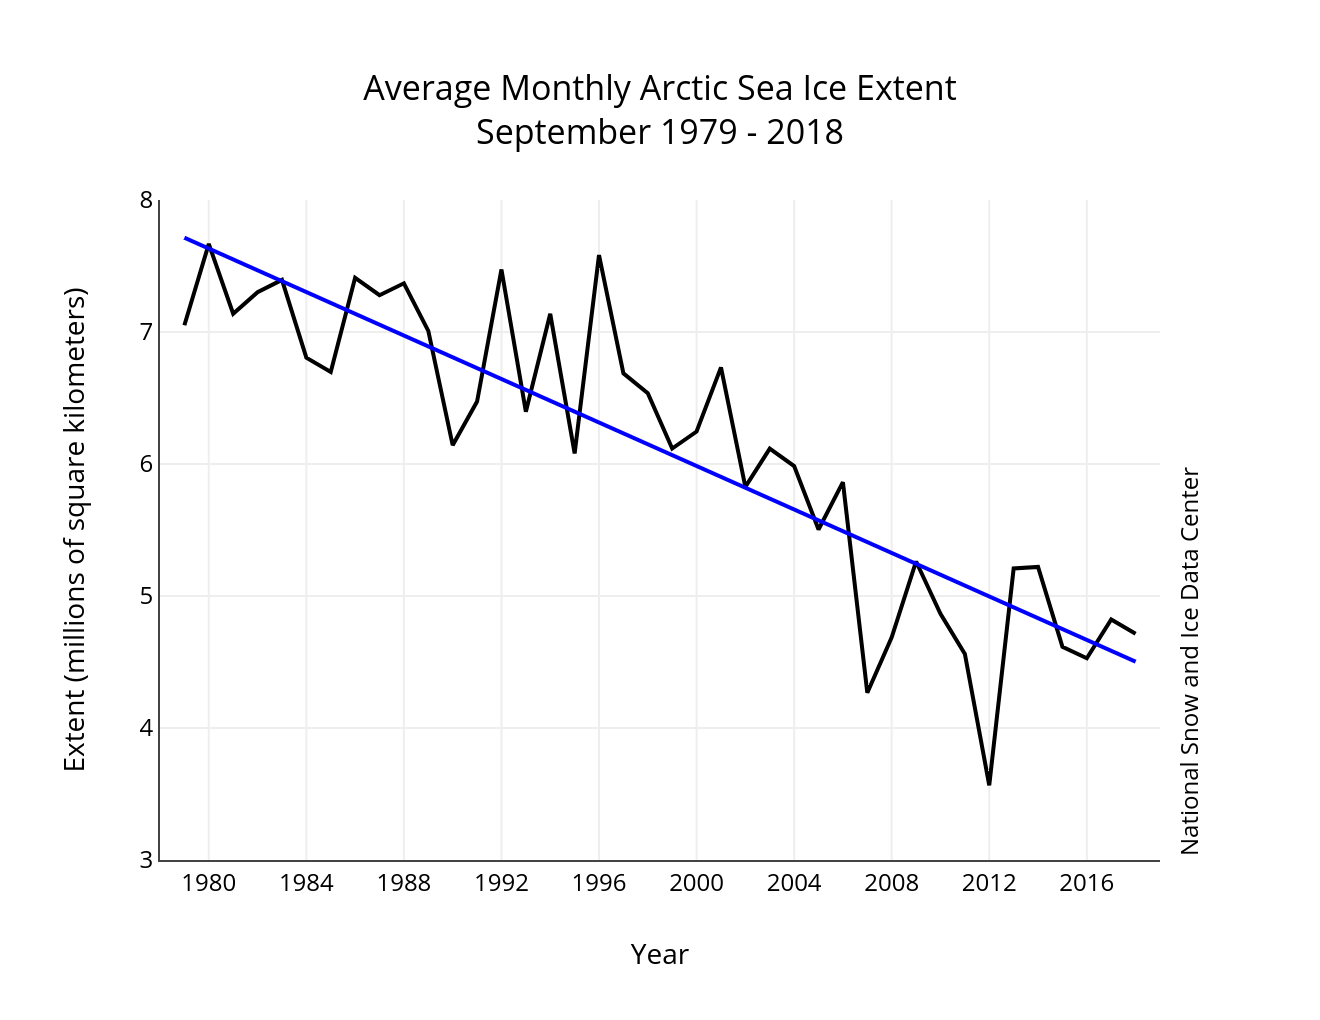 Average Monthly Arctic Sea Ice Extent
September 1979 - 2018
Extent (millions of square kilometers)
8
7
6
5
4
3
1980 1984 1988 1992 1996 2000 2004 2008 2012 2016
Year
National Snow and Ice Data Center